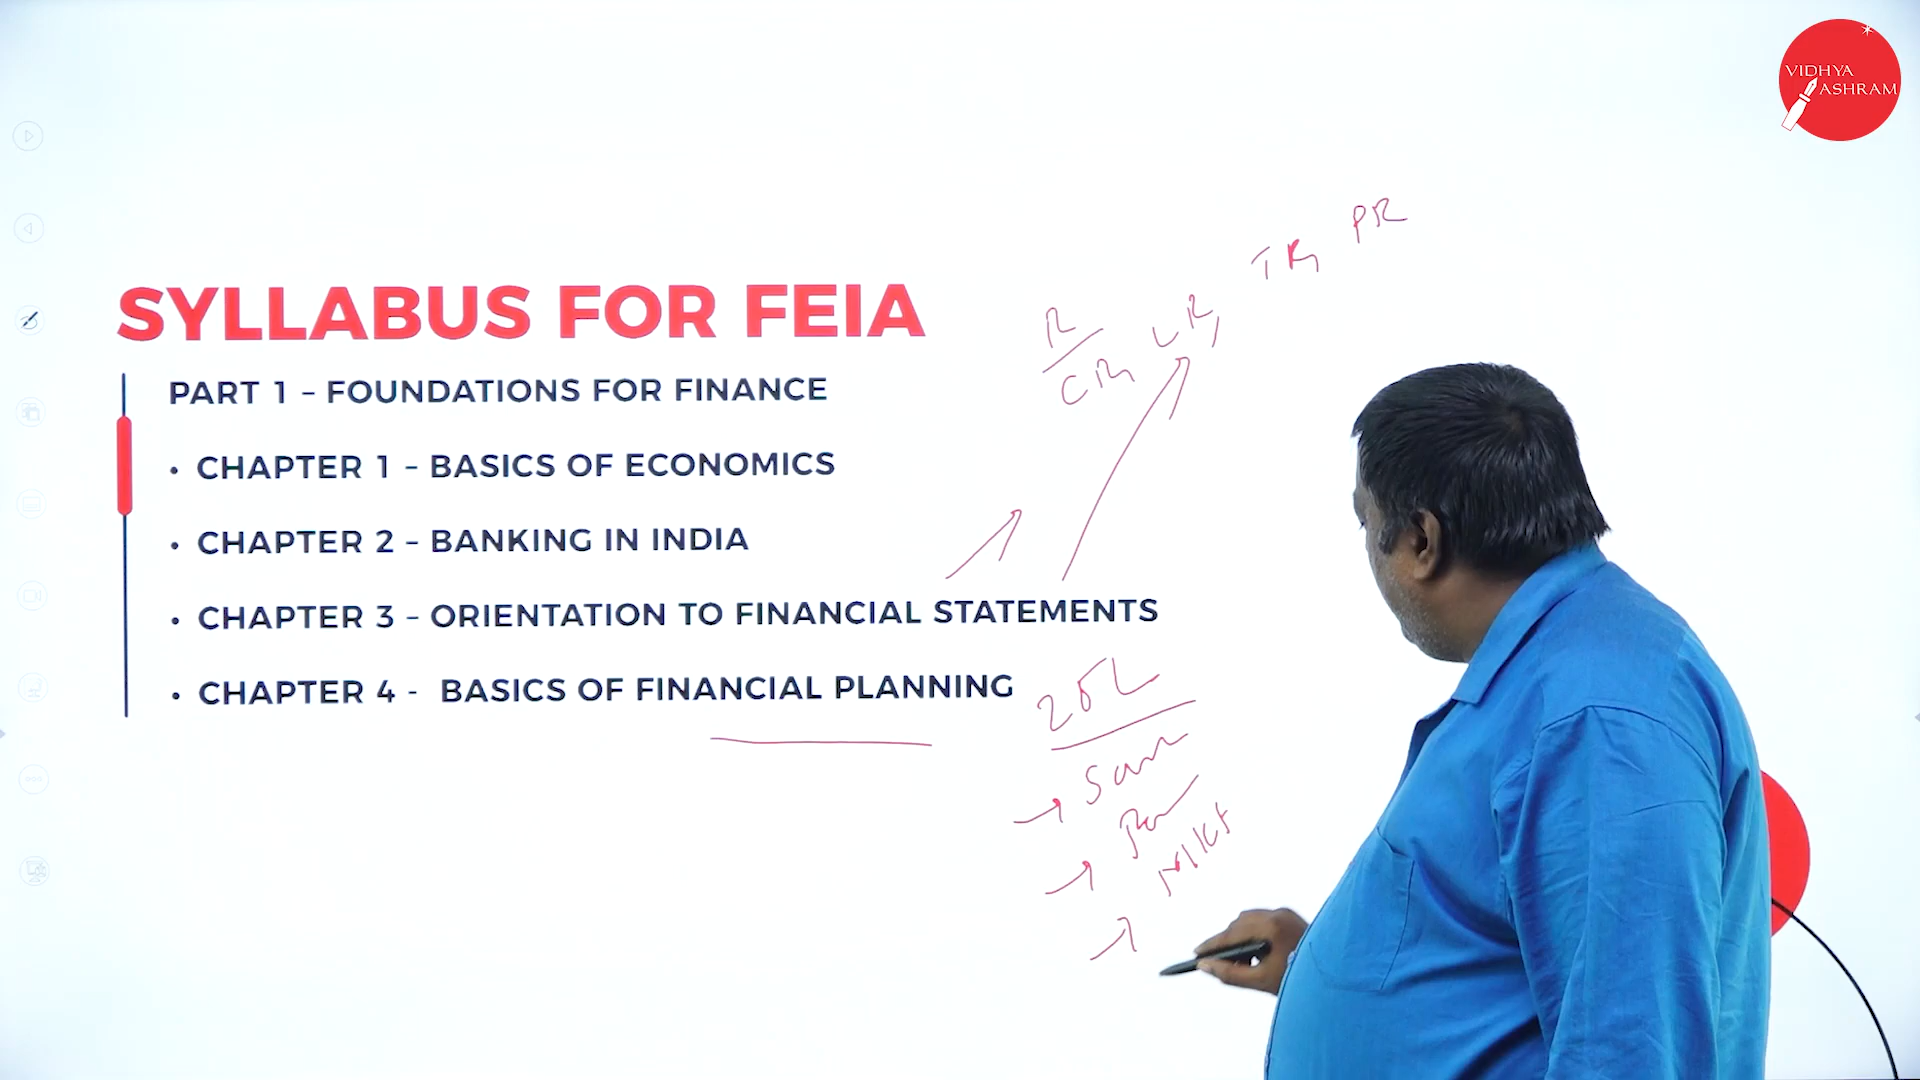 VIDHYA
ASHRAM
PR
TR,
R
LR,
CR,
SYLLABUS FOR FEIA
PART 1 – FOUNDATIONS FOR FINANCE
• CHAPTER 1 – BASICS OF ECONOMICS
• CHAPTER 2 – BANKING IN INDIA
• CHAPTER 3 – ORIENTATION TO FINANCIAL STATEMENTS
• CHAPTER 4 - BASICS OF FINANCIAL PLANNING
25L